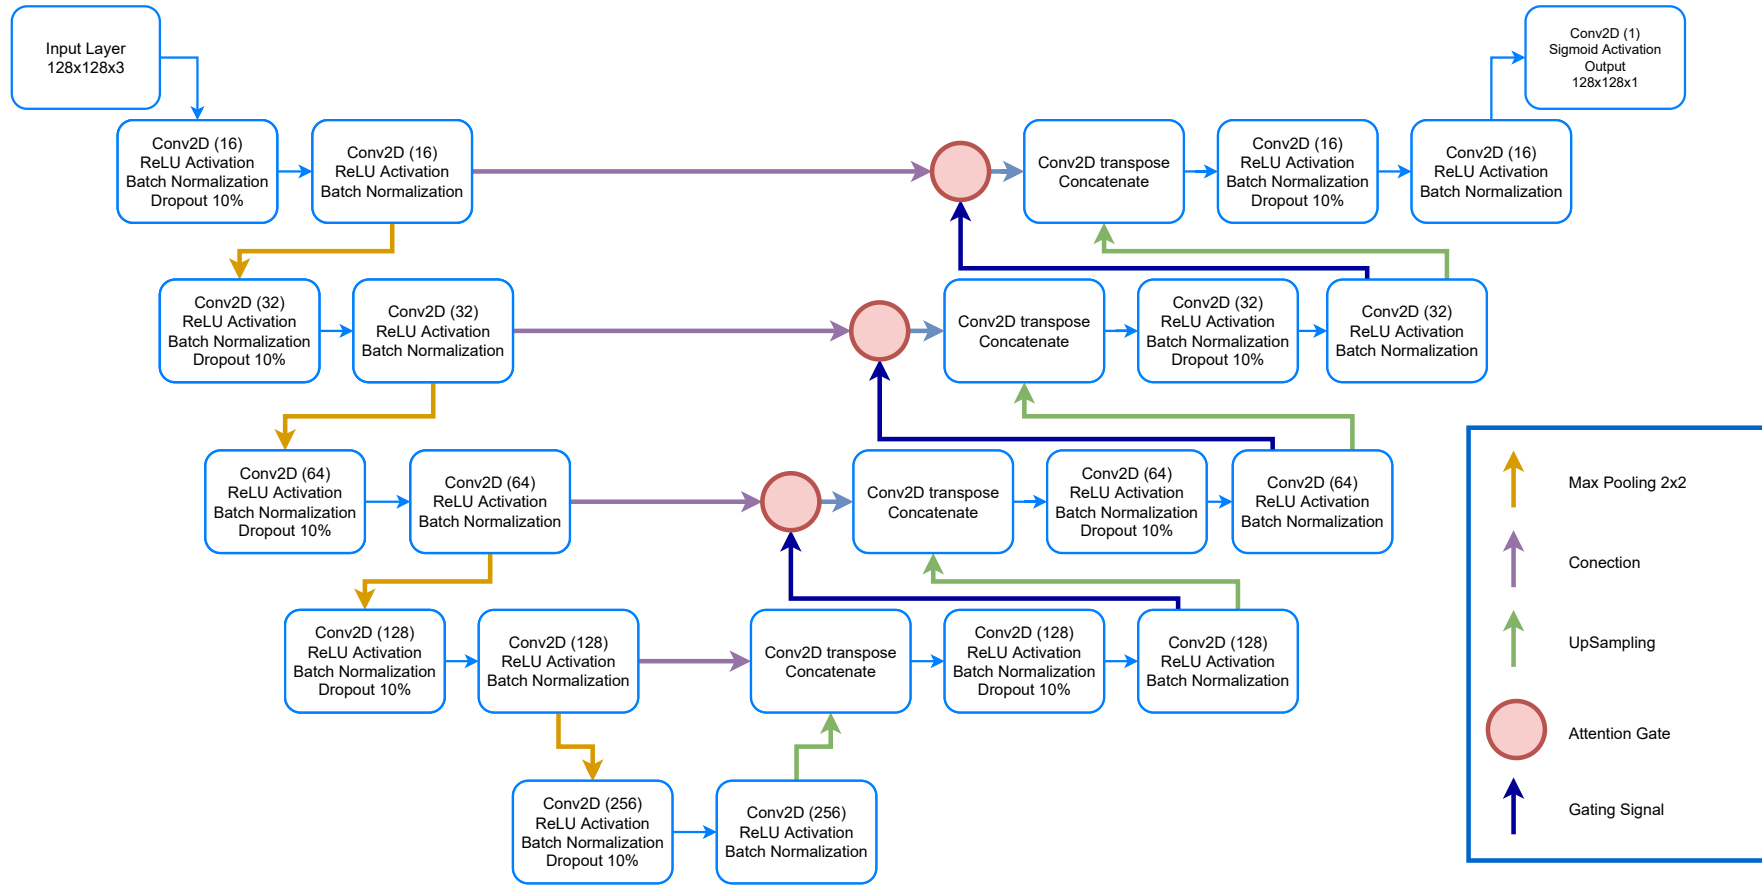 Input Layer
128x128x3
Conv2D (1)
Sigmoid Activation
Output
128x128x1
Conv2D (16)
ReLU Activation
Batch Normalization
Dropout 10%
Conv2D (16)
ReLU Activation
Batch Normalization
Conv2D transpose
Concatenate
Conv2D (16)
ReLU Activation
Batch Normalization
Dropout 10%
Conv2D (16)
ReLU Activation
Batch Normalization
Conv2D (32)
ReLU Activation
Batch Normalization
Dropout 10%
Conv2D (32)
ReLU Activation
Batch Normalization
Conv2D transpose
Concatenate
Conv2D (32)
ReLU Activation
Batch Normalization
Dropout 10%
Conv2D (32)
ReLU Activation
Batch Normalization
Conv2D (64)
ReLU Activation
Batch Normalization
Dropout 10%
Conv2D (64)
ReLU Activation
Batch Normalization
Conv2D transpose
Concatenate
Conv2D (64)
ReLU Activation
Batch Normalization
Dropout 10%
Conv2D (64)
ReLU Activation
Batch Normalization
Conv2D (128)
ReLU Activation
Batch Normalization
Dropout 10%
Conv2D (128)
ReLU Activation
Batch Normalization
Conv2D transpose
Concatenate
Conv2D (128)
ReLU Activation
Batch Normalization
Dropout 10%
Conv2D (128)
ReLU Activation
Batch Normalization
Conv2D (256)
ReLU Activation
Batch Normalization
Dropout 10%
Conv2D (256)
ReLU Activation
Batch Normalization
Max Pooling 2x2
Conection
UpSampling
Attention Gate
Gating Signal